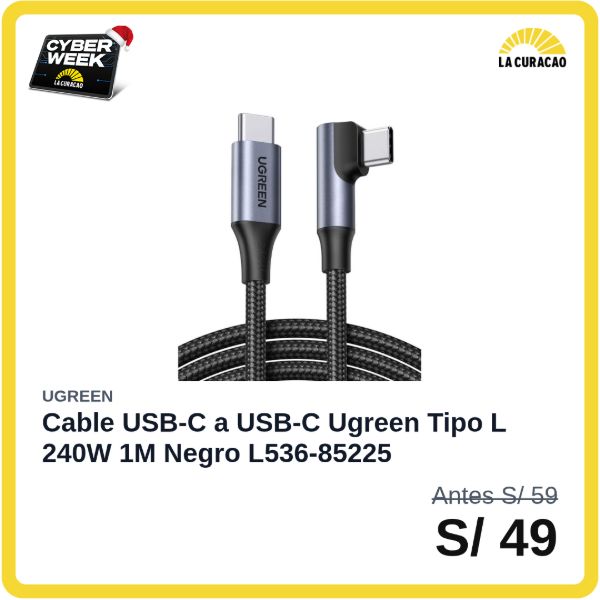 CYBER
WEEK
LA CURACAO
LA CURACAO
UGREEN
UGREEN
Cable USB-C a USB-C Ugreen Tipo L
240W 1M Negro L536-85225
Antes S/ 59
S/ 49